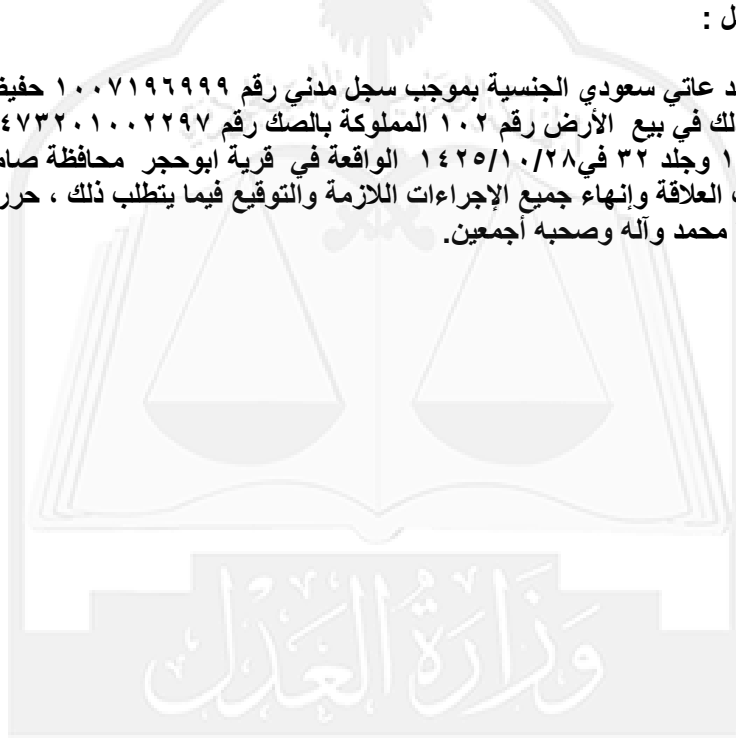 ل :
د عاتي سعودي الجنسية بموجب سجل مدني رقم ١٠٠٧١٩٦٩٩٩
لك في بيع الأرض رقم ١٠٢ المملوكة بالصك رقم ٤٧٣٢٠١٠٠٢٢٩٧
١ وجلد ٣٢ في١٤٢٥/١٠/٢٨ الواقعة في قرية ابوحجر محافظة صام
العلاقة وإنهاء جميع الإجراءات اللازمة والتوقيع فيما يتطلب ذلك ، حرر
محمد وآله وصحبه أجمعين.
وزارة العدل